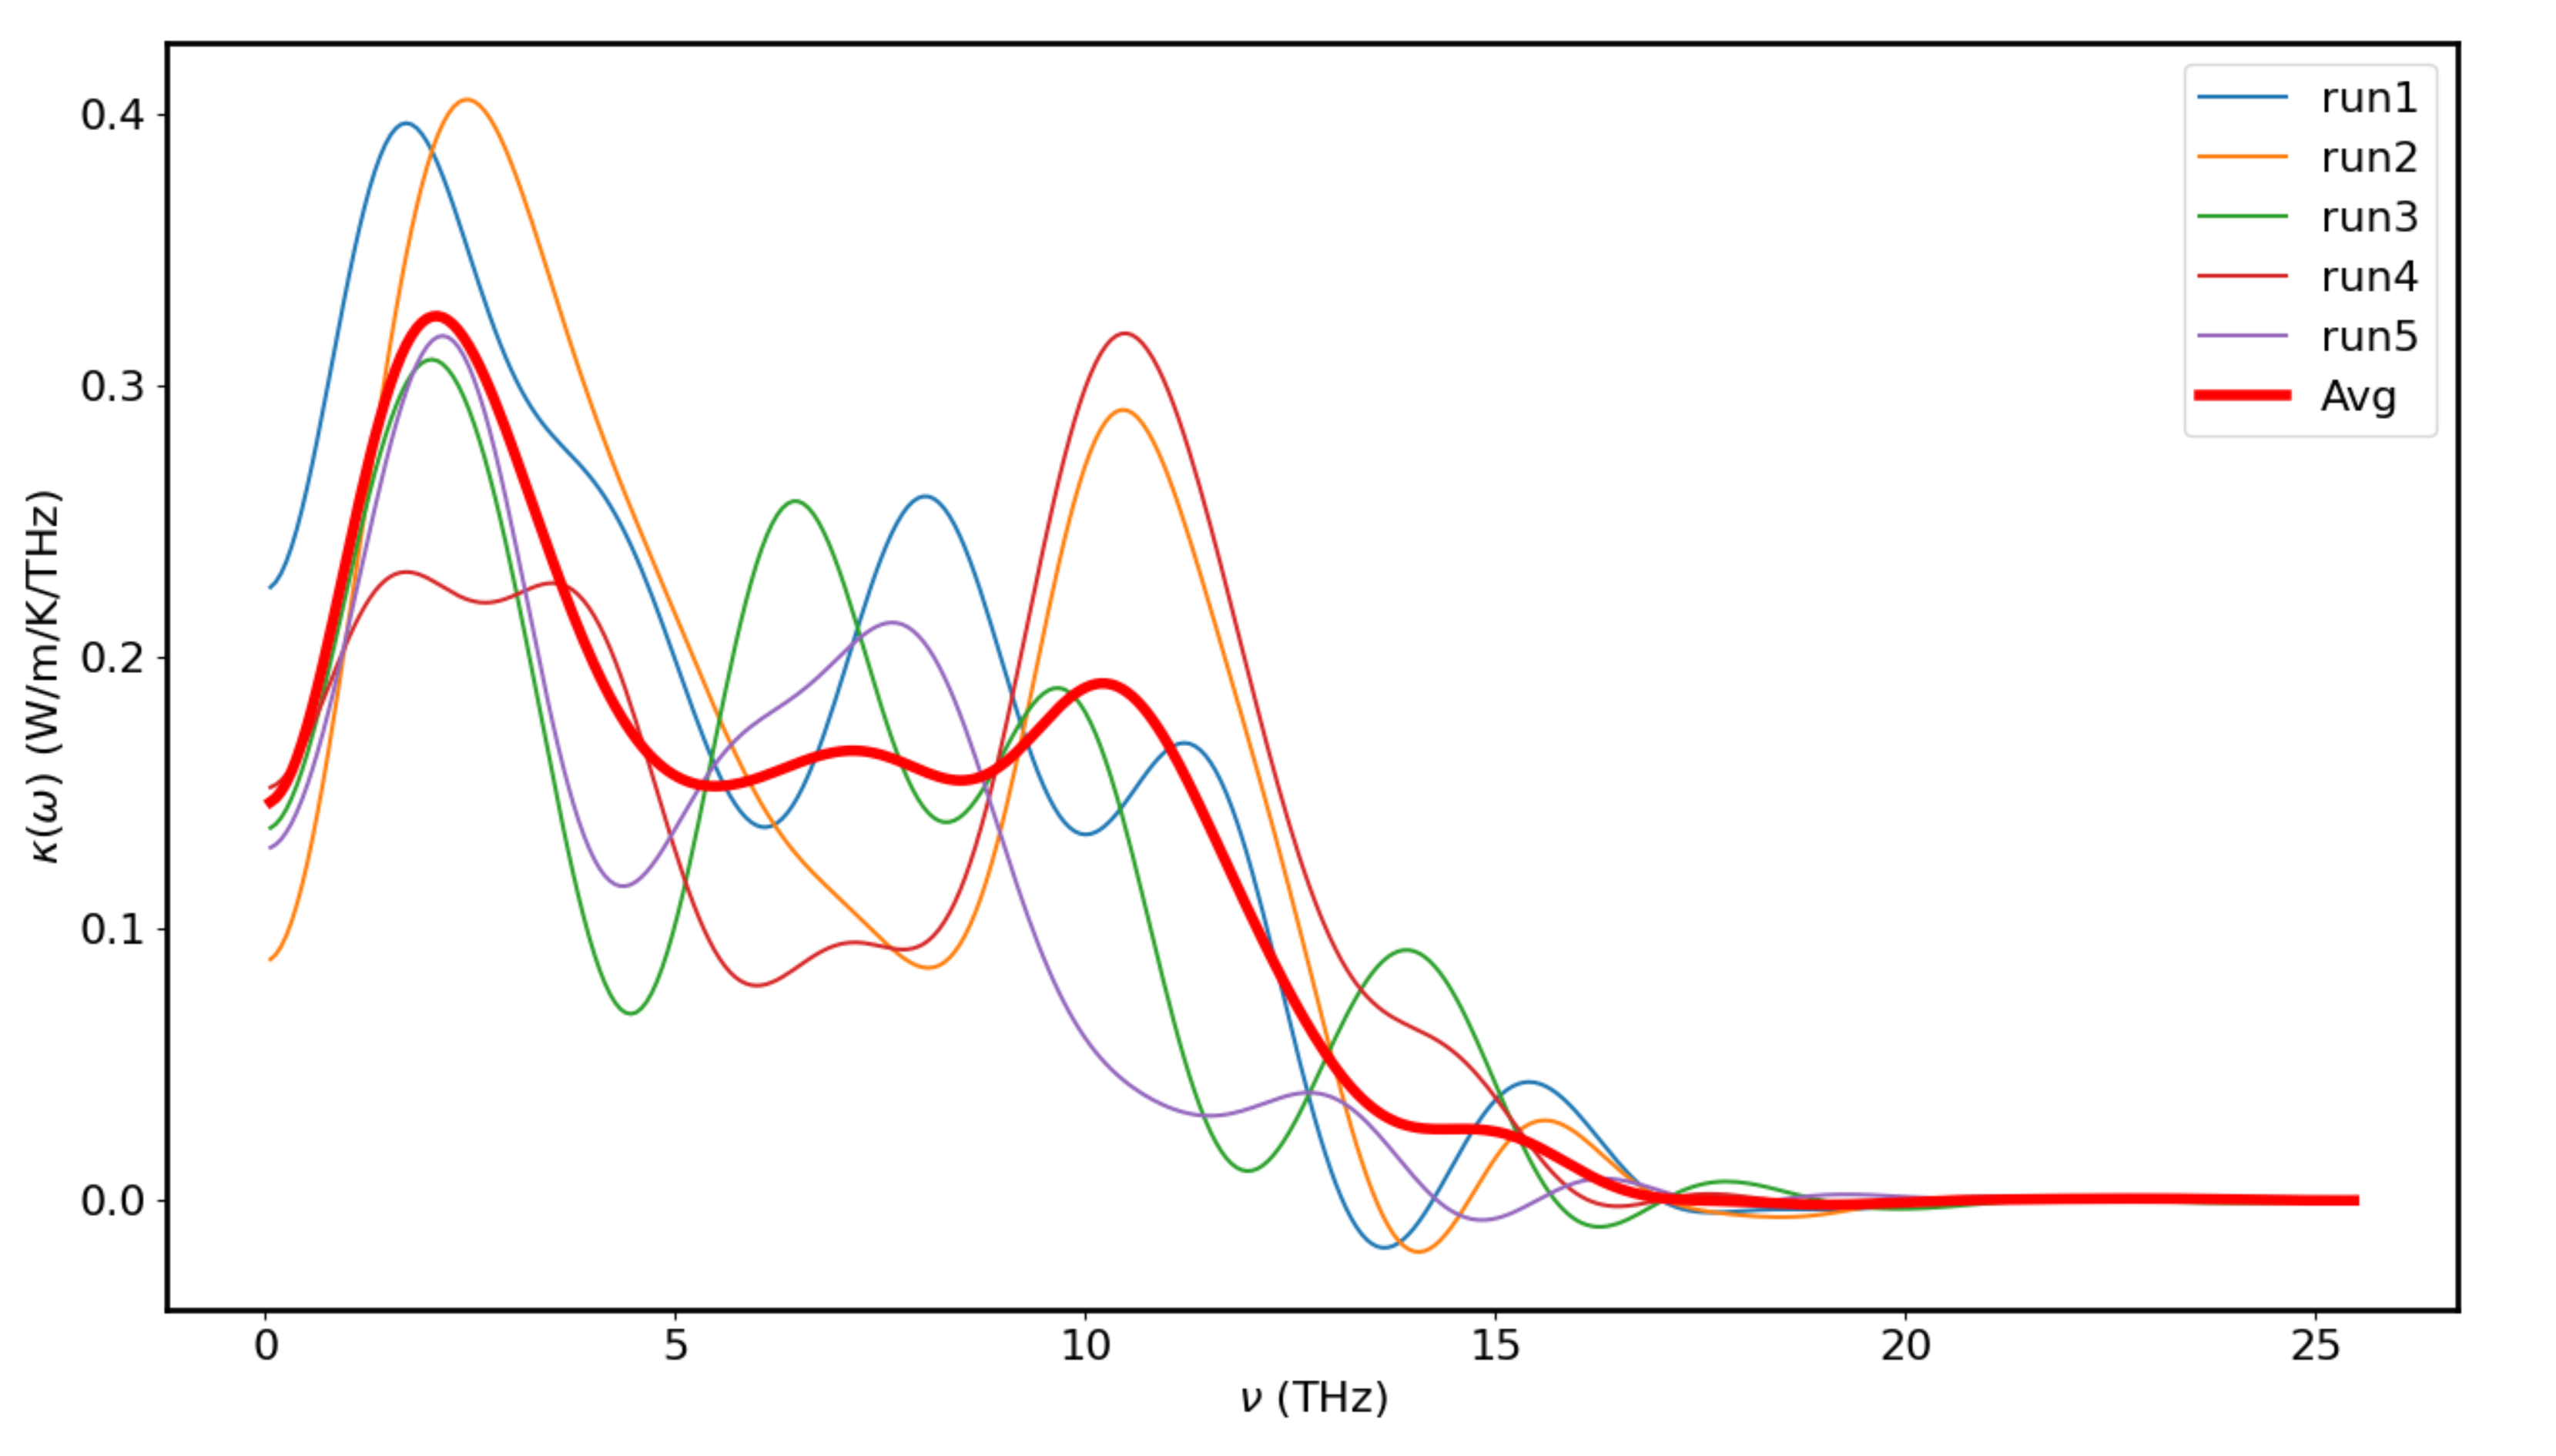 κ(ω) (W/m/K/THz)
0.4
0.3
0.2
0.1
0.0
0 5 10 15 20 25
ν (THz)
run1
run2
run3
run4
run5
Avg